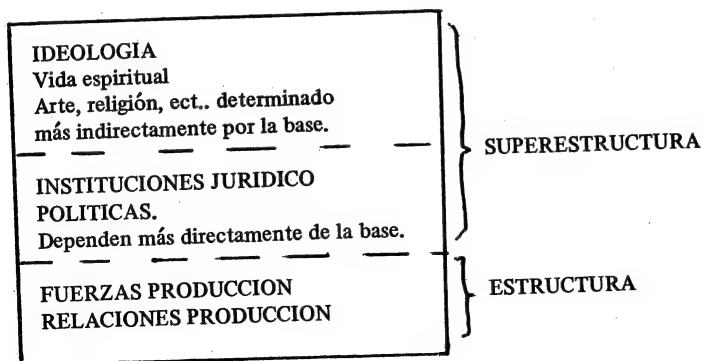 IDEOLOGIA
Vida espiritual
Arte, religión, ect.. determinado
más indirectamente por la base.
SUPERESTRUCTURA
INSTITUCIONES JURIDICO
POLITICAS.
Dependen más directamente de la base.
FUERZAS PRODUCCION
RELACIONES PRODUCCION
ESTRUCTURA